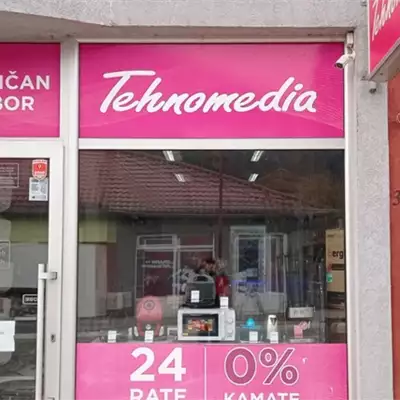 IČAN
BOR
Tehnomedia
24
RATE
0%
KAMATE